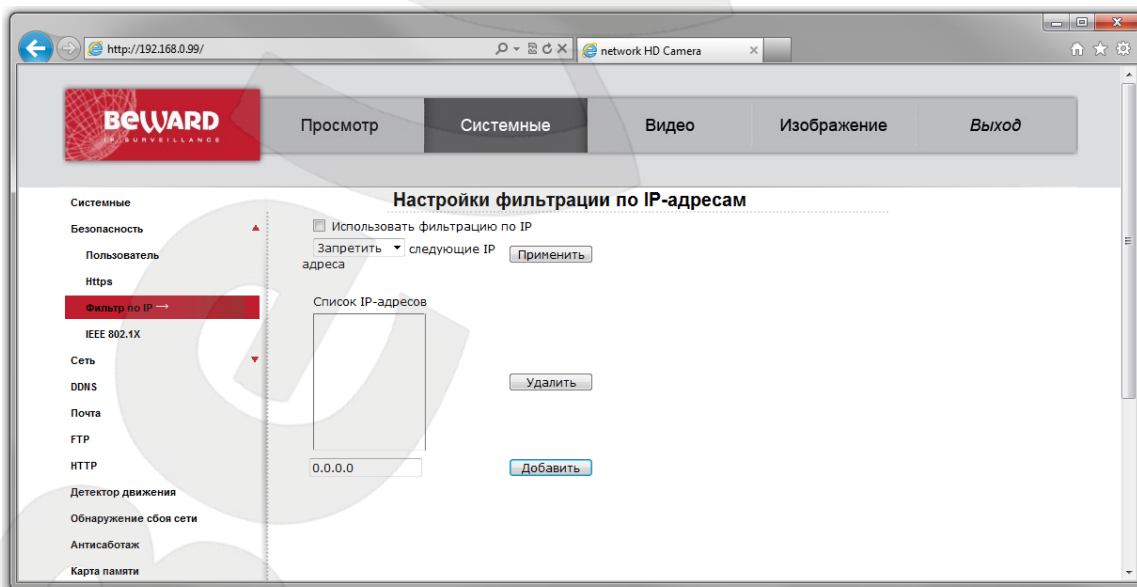 http://192.168.0.99/
network HD Camera
BEWARD
IP SURVEILLANCE
Просмотр
Системные
Видео
Изображение
Выход
Системные
Безопасность
Пользователь
Https
Фильтр по IP →
IEEE 802.1X
Сеть
DDNS
Почта
FTP
HTTP
Детектор движения
Обнаружение сбоя сети
Антисаботаж
Карта памяти
Настройки фильтрации по IP-адресам
Использовать фильтрацию по IP
Запретить следующие IP
адреса
Применить
Список IP-адресов
Удалить
0.0.0.0
Добавить